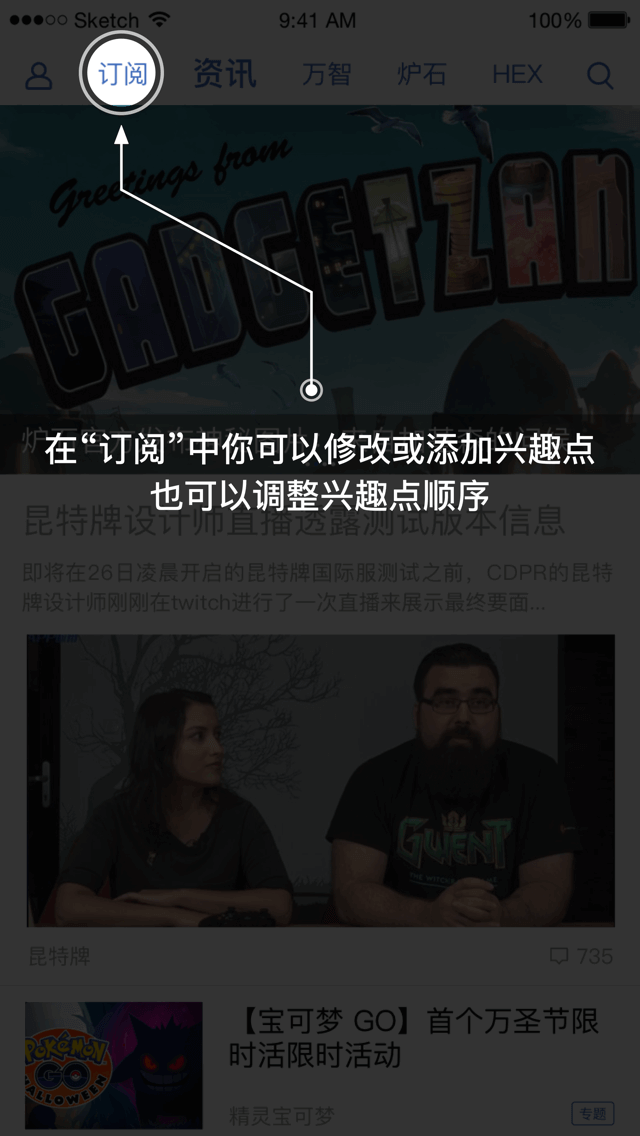 Sketch 9:41 AM 100%
订阅 资讯 万智 炉石 HEX
Greetings from
GADGETZAN
在“订阅”中你可以修改或添加兴趣点
也可以调整兴趣点顺序
昆特牌设计师直播透露测试版本信息
即将在26日凌晨开启的昆特牌国际服测试之前，CDPR的昆特
牌设计师刚刚在twitch进行了一次直播来展示最终要面...
GWENT
昆特牌 735
【宝可梦 GO】首个万圣节限
时活限时活动
POKÉMON
GO
HALLOWEEN
精灵宝可梦 专题